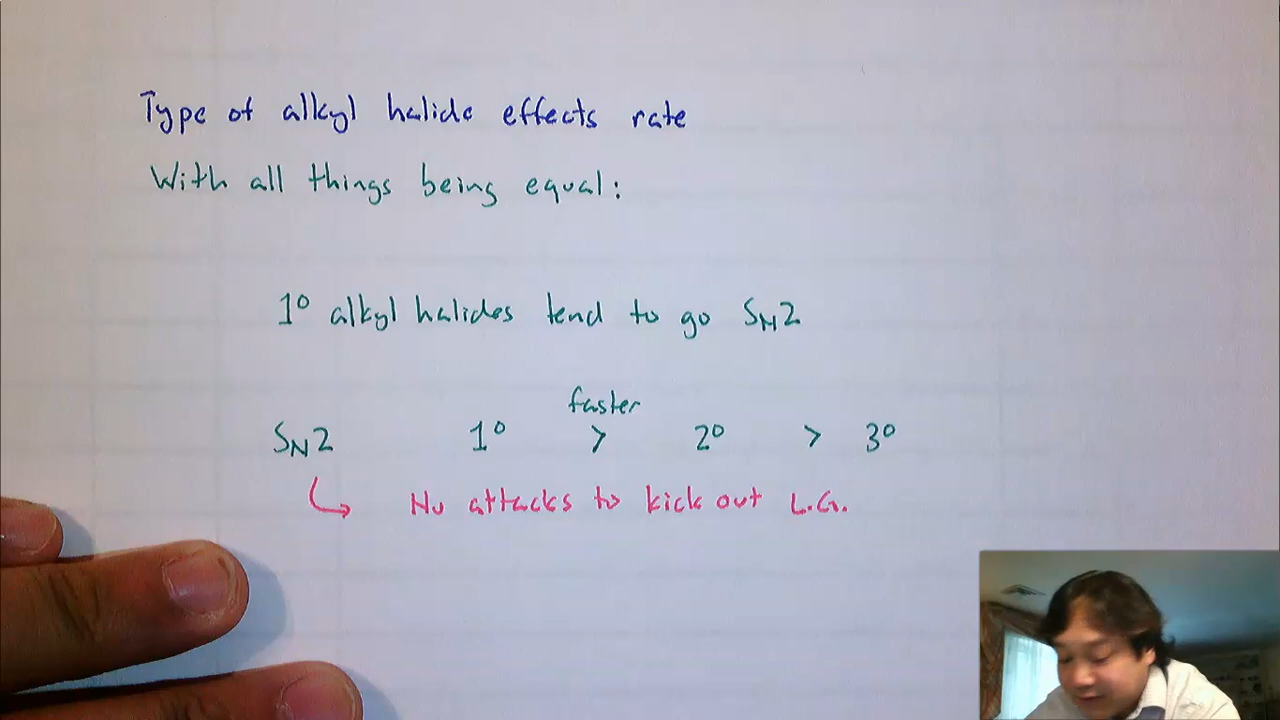 Type of alkyl halide effects rate
With all things being equal:
1° alkyl halides tend to go SN2
faster
SN2 1° > 2° > 3°
Nu attacks to kick out L.G.